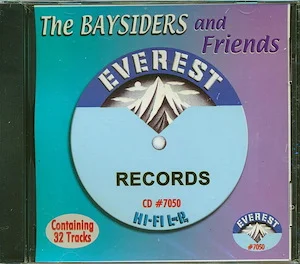 The BAYSIDERS and
Friends
EVEREST
RECORDS
CD #7050
HI-FI L-R
Containing
32 Tracks
EVEREST
#7050